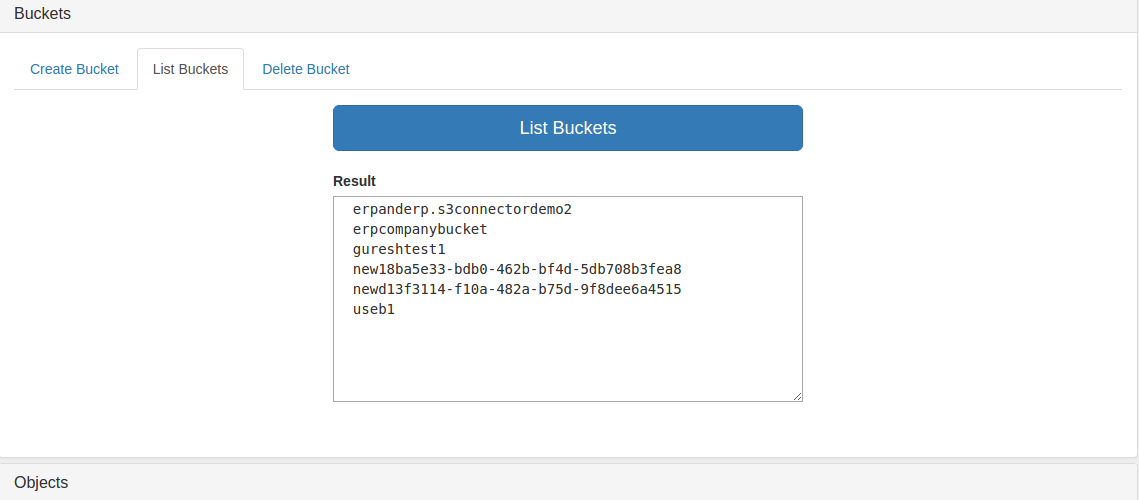 Buckets
Create Bucket List Buckets Delete Bucket
List Buckets
Result
erpanderp.s3connectordemo2
erpcompanybucket
gureshtest1
new18ba5e33-bdb0-462b-bf4d-5db708b3fea8
newd13f3114-f10a-482a-b75d-9f8dee6a4515
useb1
Objects